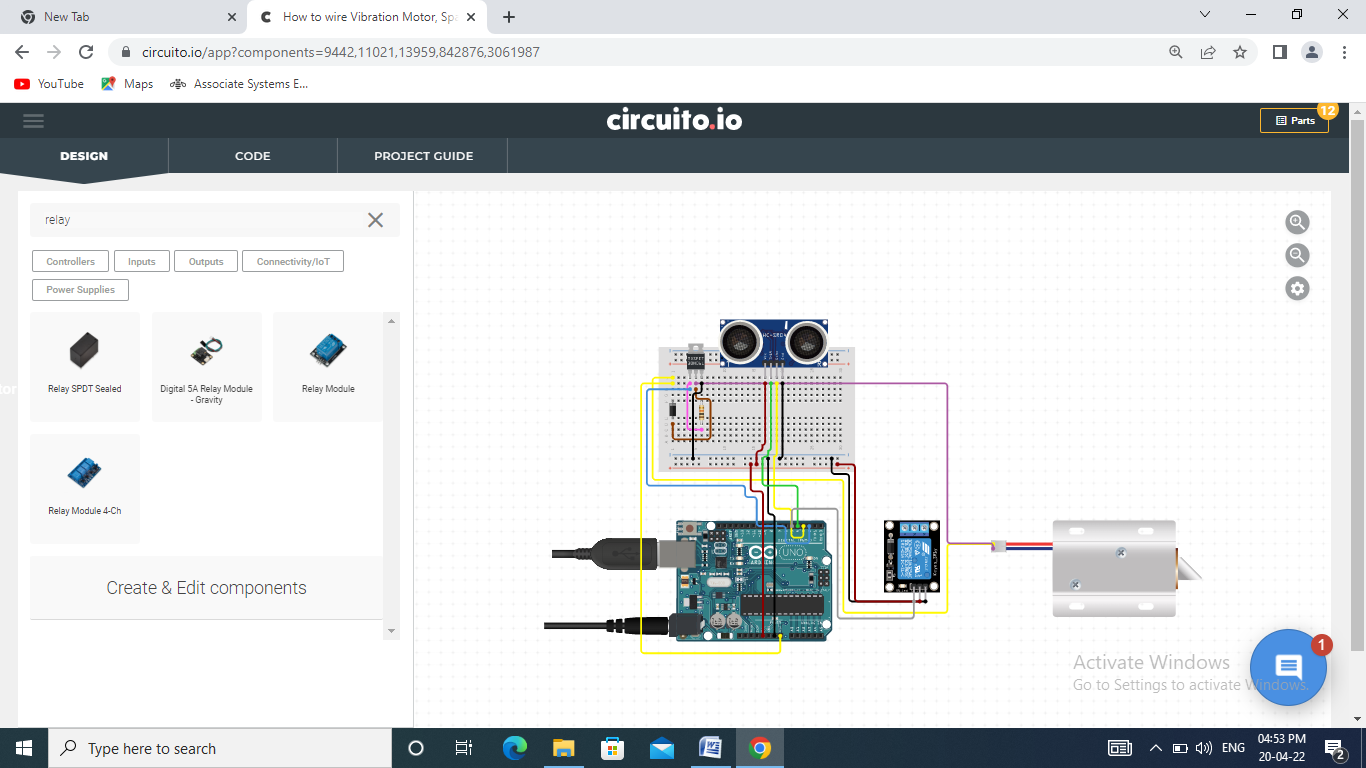 New Tab
How to wire Vibration Motor, Spa
circuito.io/app?components=9442,11021,13959,842876,3061987
YouTube
Maps
Associate Systems E...
circuito.io
Parts
12
DESIGN
CODE
PROJECT GUIDE
relay
Controllers
Inputs
Outputs
Connectivity/IoT
Power Supplies
Relay SPDT Sealed
Digital 5A Relay Module
- Gravity
Relay Module
Relay Module 4-Ch
Create & Edit components
UNO
1
Activate Windows
Go to Settings to activate Windows.
Type here to search
ENG
04:53 PM
20-04-22
2